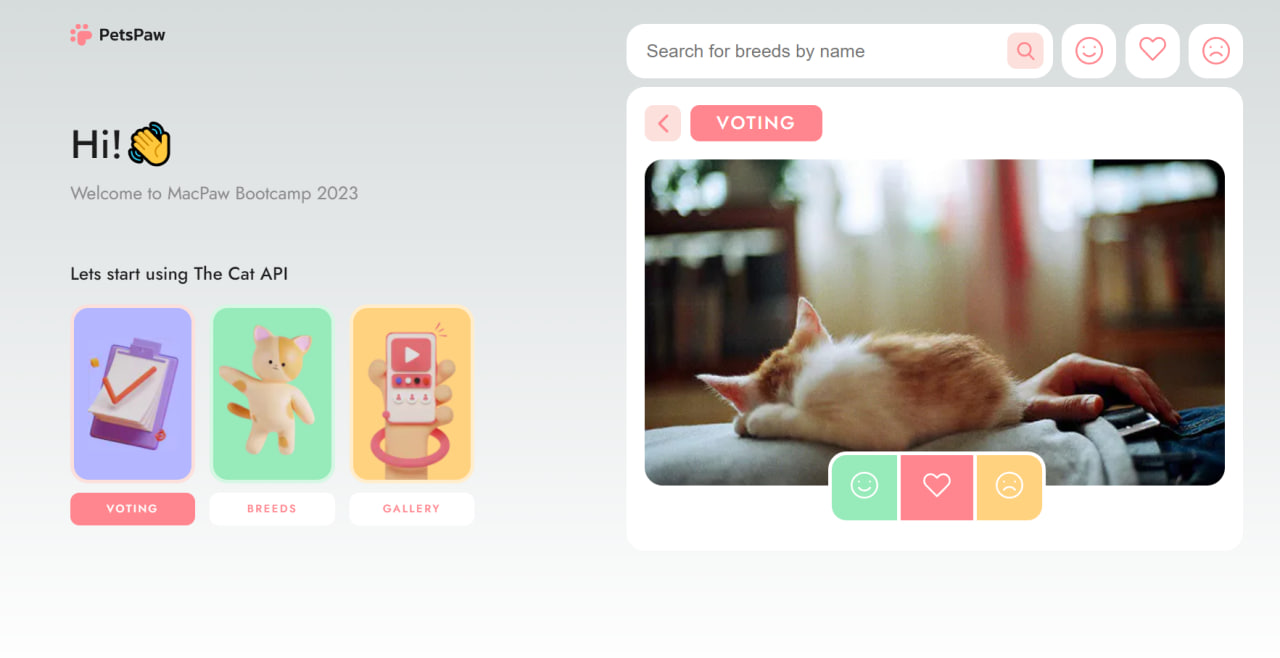 PetsPaw
Hi!👋
Welcome to MacPaw Bootcamp 2023
Lets start using The Cat API
VOTING
BREEDS
GALLERY
Search for breeds by name
VOTING